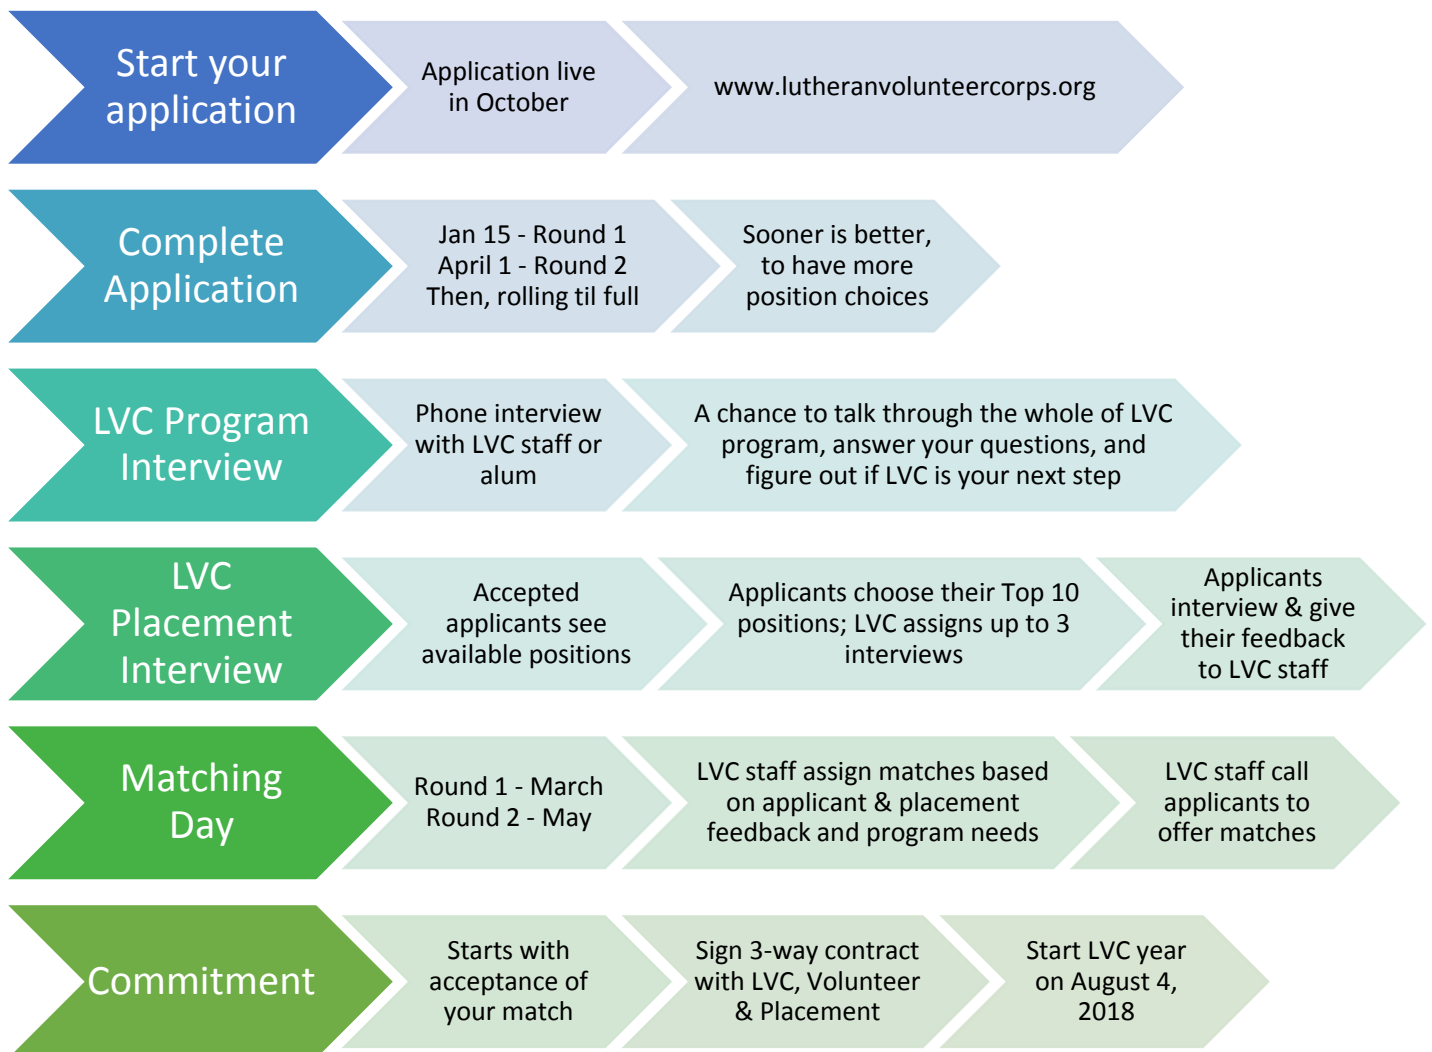 Start your
application
Application live
in October
www.lutheranvolunteercorps.org
Complete
Application
Jan 15 - Round 1
April 1 - Round 2
Then, rolling til full
Sooner is better,
to have more
position choices
LVC Program
Interview
Phone interview
with LVC staff or
alum
A chance to talk through the whole of LVC
program, answer your questions, and
figure out if LVC is your next step
LVC
Placement
Interview
Accepted
applicants see
available positions
Applicants choose their Top 10
positions; LVC assigns up to 3
interviews
Applicants
interview & give
their feedback
to LVC staff
Matching
Day
Round 1 - March
Round 2 - May
LVC staff assign matches based
on applicant & placement
feedback and program needs
LVC staff call
applicants to
offer matches
Commitment
Starts with
acceptance of
your match
Sign 3-way contract
with LVC, Volunteer
& Placement
Start LVC year
on August 4,
2018